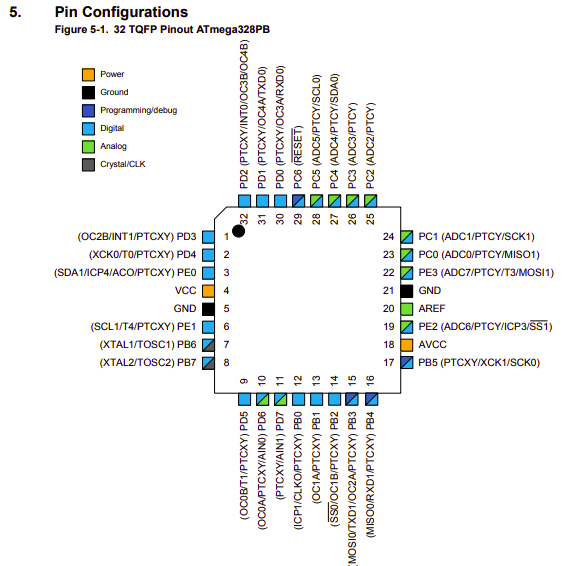 5. Pin Configurations
Figure 5-1. 32 TQFP Pinout ATmega328PB
Power
Ground
Programming/debug
Digital
Analog
Crystal/CLK
PD2 (PTCXY/INT0/OC3B/OC4B)
PD1 (PTCXY/OC4A/TXD0)
PD0 (PTCXY/OC3A/RXD0)
PC6 (RESET)
PC5 (ADC5/PTCY/SCL0)
PC4 (ADC4/PTCY/SDA0)
PC3 (ADC3/PTCY)
PC2 (ADC2/PTCY)
32 31 30 29 28 27 26 25
(OC2B/INT1/PTCXY) PD3 1
(XCK0/T0/PTCXY) PD4 2
(SDA1/ICP4/ACO/PTCXY) PE0 3
VCC 4
GND 5
(SCL1/T4/PTCXY) PE1 6
(XTAL1/TOSC1) PB6 7
(XTAL2/TOSC2) PB7 8
24 PC1 (ADC1/PTCY/SCK1)
23 PC0 (ADC0/PTCY/MISO1)
22 PE3 (ADC7/PTCY/T3/MOSI1)
21 GND
20 AREF
19 PE2 (ADC6/PTCY/ICP3/SS1)
18 AVCC
17 PB5 (PTCXY/XCK1/SCK0)
9 10 11 12 13 14 15 16
(OC0B/T1/PTCXY) PD5
(OC0A/PTCXY/AIN0) PD6
(PTCXY/AIN1) PD7
(ICP1/CLKO/PTCXY) PB0
(OC1A/PTCXY) PB1
(SS0/OC1B/PTCXY) PB2
(MOSI0/TXD1/OC2A/PTCXY) PB3
(MISO0/RXD1/PTCXY) PB4